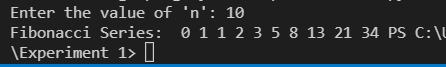 Enter the value of 'n': 10
Fibonacci Series:  0 1 1 2 3 5 8 13 21 34 PS C:\
\Experiment 1>